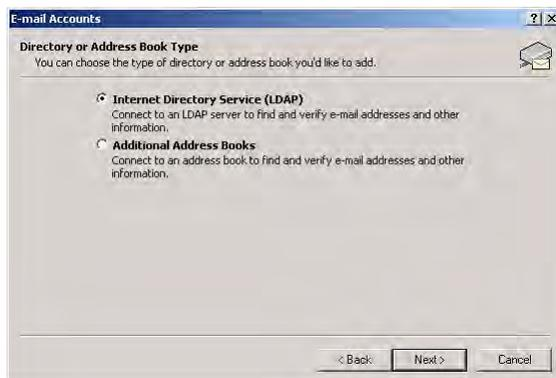 E-mail Accounts
Directory or Address Book Type
You can choose the type of directory or address book you'd like to add.
Internet Directory Service (LDAP)
Connect to an LDAP server to find and verify e-mail addresses and other
information.
Additional Address Books
Connect to an address book to find and verify e-mail addresses and other
information.
< Back Next > Cancel